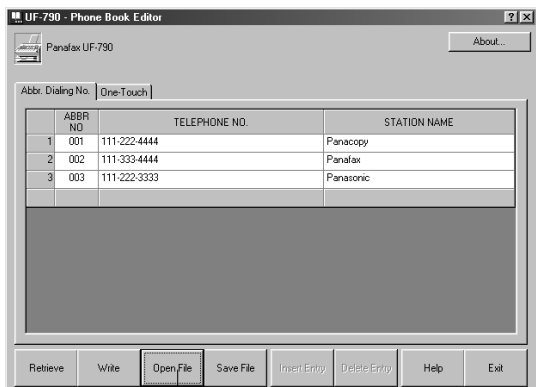 UF-790 - Phone Book Editor
Panafax UF-790
About...
Abbr. Dialing No. One-Touch
ABBR NO TELEPHONE NO. STATION NAME
1 001 111-222-4444 Panacopy
2 002 111-333-4444 Panafax
3 003 111-222-3333 Panasonic
Retrieve Write Open File Save File Insert Entry Delete Entry Help Exit